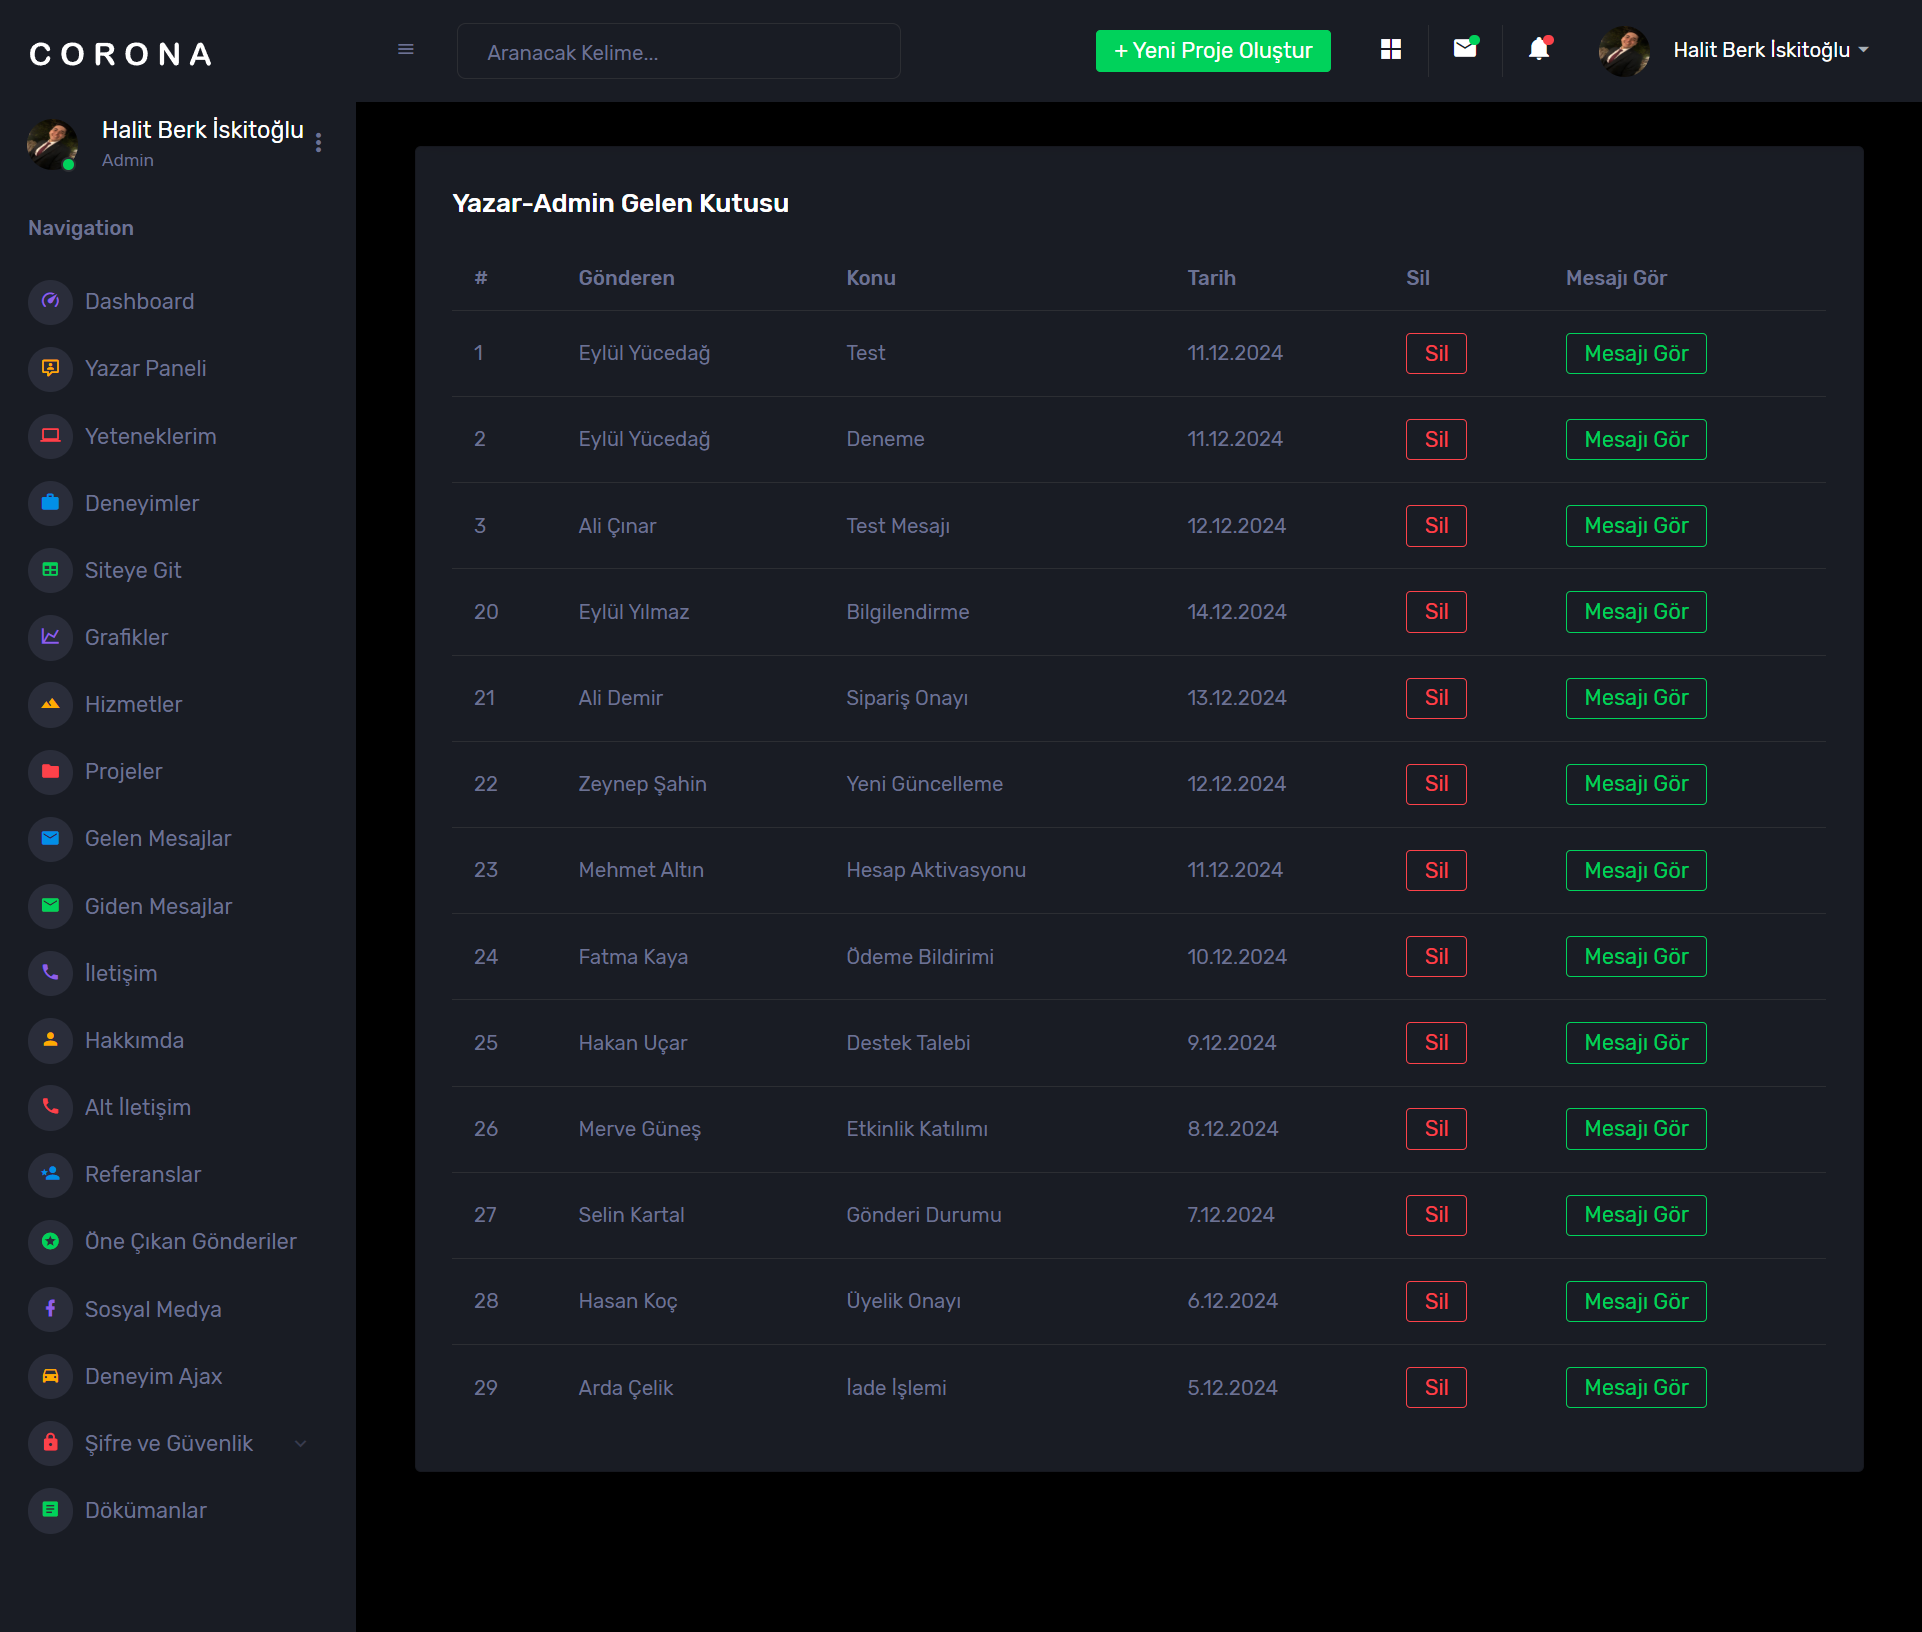 CORONA
Aranacak Kelime...
+ Yeni Proje Oluştur
Halit Berk İskitoğlu
Halit Berk İskitoğlu
Admin
Navigation
Dashboard
Yazar Paneli
Yeteneklerim
Deneyimler
Siteye Git
Grafikler
Hizmetler
Projeler
Gelen Mesajlar
Giden Mesajlar
İletişim
Hakkımda
Alt İletişim
Referanslar
Öne Çıkan Gönderiler
Sosyal Medya
Deneyim Ajax
Şifre ve Güvenlik
Dökümanlar
Yazar-Admin Gelen Kutusu
# Gönderen Konu Tarih Sil Mesajı Gör
1 Eylül Yücedağ Test 11.12.2024 Sil Mesajı Gör
2 Eylül Yücedağ Deneme 11.12.2024 Sil Mesajı Gör
3 Ali Çınar Test Mesajı 12.12.2024 Sil Mesajı Gör
20 Eylül Yılmaz Bilgilendirme 14.12.2024 Sil Mesajı Gör
21 Ali Demir Sipariş Onayı 13.12.2024 Sil Mesajı Gör
22 Zeynep Şahin Yeni Güncelleme 12.12.2024 Sil Mesajı Gör
23 Mehmet Altın Hesap Aktivasyonu 11.12.2024 Sil Mesajı Gör
24 Fatma Kaya Ödeme Bildirimi 10.12.2024 Sil Mesajı Gör
25 Hakan Uçar Destek Talebi 9.12.2024 Sil Mesajı Gör
26 Merve Güneş Etkinlik Katılımı 8.12.2024 Sil Mesajı Gör
27 Selin Kartal Gönderi Durumu 7.12.2024 Sil Mesajı Gör
28 Hasan Koç Üyelik Onayı 6.12.2024 Sil Mesajı Gör
29 Arda Çelik İade İşlemi 5.12.2024 Sil Mesajı Gör